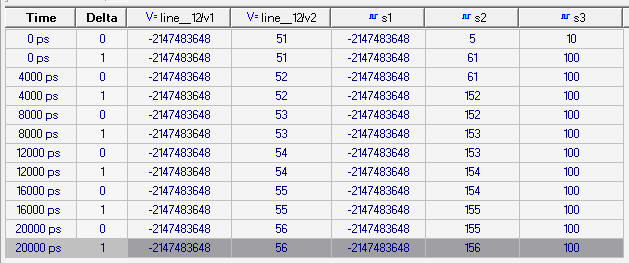 Time Delta V= line__12/v1 V= line__12/v2 s1 s2 s3
0 ps 0 -2147483648 51 -2147483648 5 10
0 ps 1 -2147483648 51 -2147483648 61 100
4000 ps 0 -2147483648 52 -2147483648 61 100
4000 ps 1 -2147483648 52 -2147483648 152 100
8000 ps 0 -2147483648 53 -2147483648 152 100
8000 ps 1 -2147483648 53 -2147483648 153 100
12000 ps 0 -2147483648 54 -2147483648 153 100
12000 ps 1 -2147483648 54 -2147483648 154 100
16000 ps 0 -2147483648 55 -2147483648 154 100
16000 ps 1 -2147483648 55 -2147483648 155 100
20000 ps 0 -2147483648 56 -2147483648 155 100
20000 ps 1 -2147483648 56 -2147483648 156 100